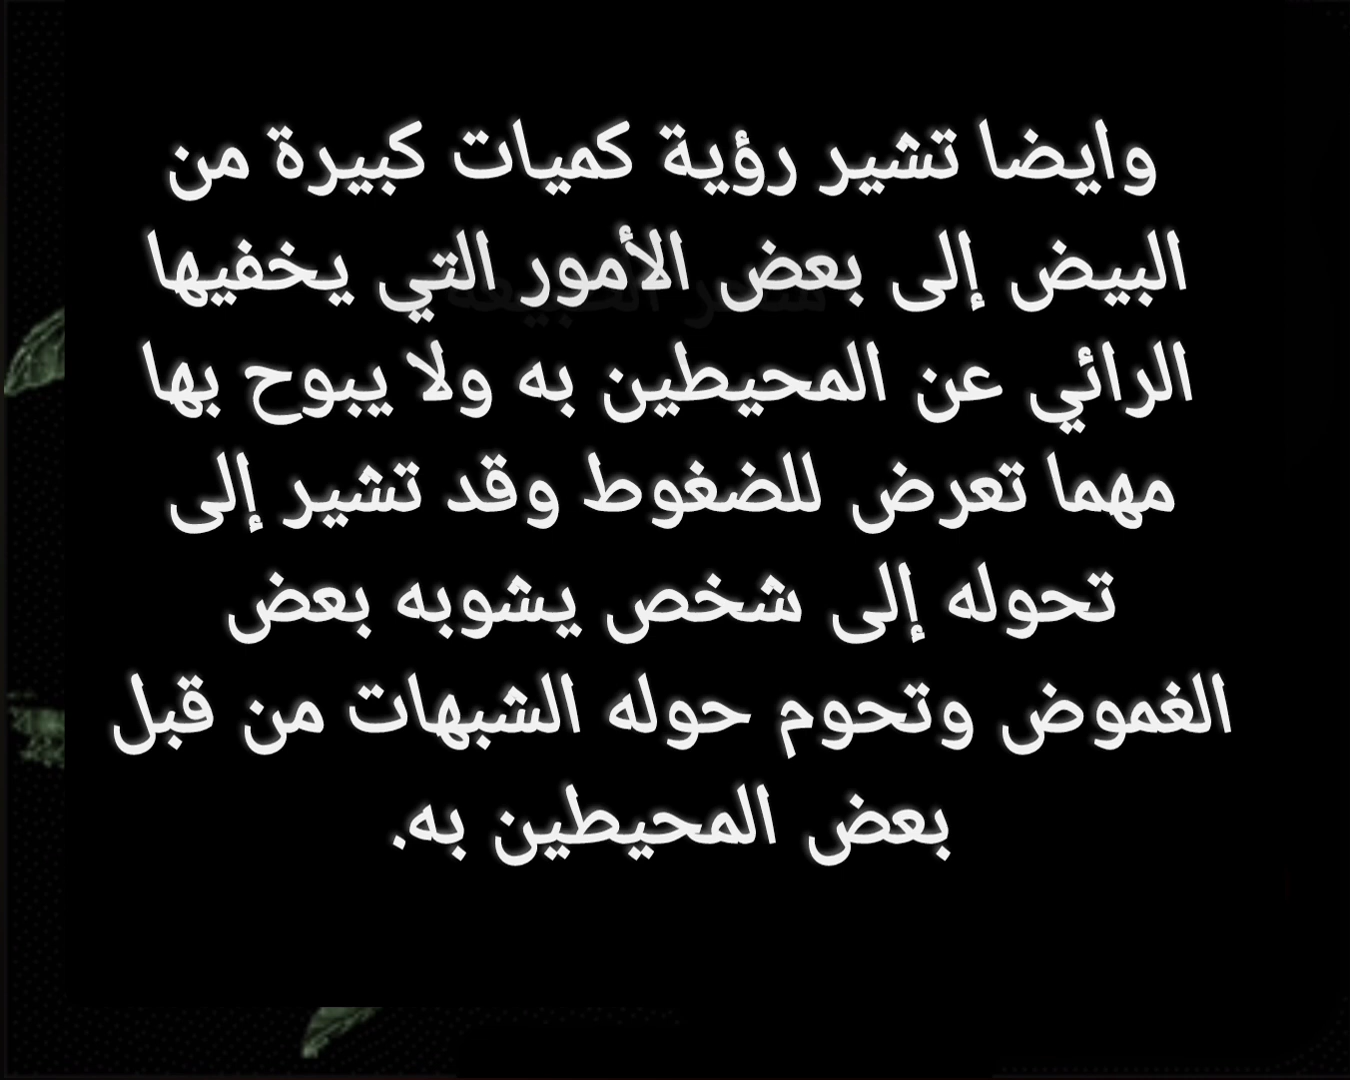 وايضا تشير رؤية كميات كبيرة من
البيض إلى بعض الأمور التي يخفيها
الرائي عن المحيطين به ولا يبوح بها
مهما تعرض للضغوط وقد تشير إلى
تحوله إلى شخص يشوبه بعض
الغموض وتحوم حوله الشبهات من قبل
بعض المحيطين به.